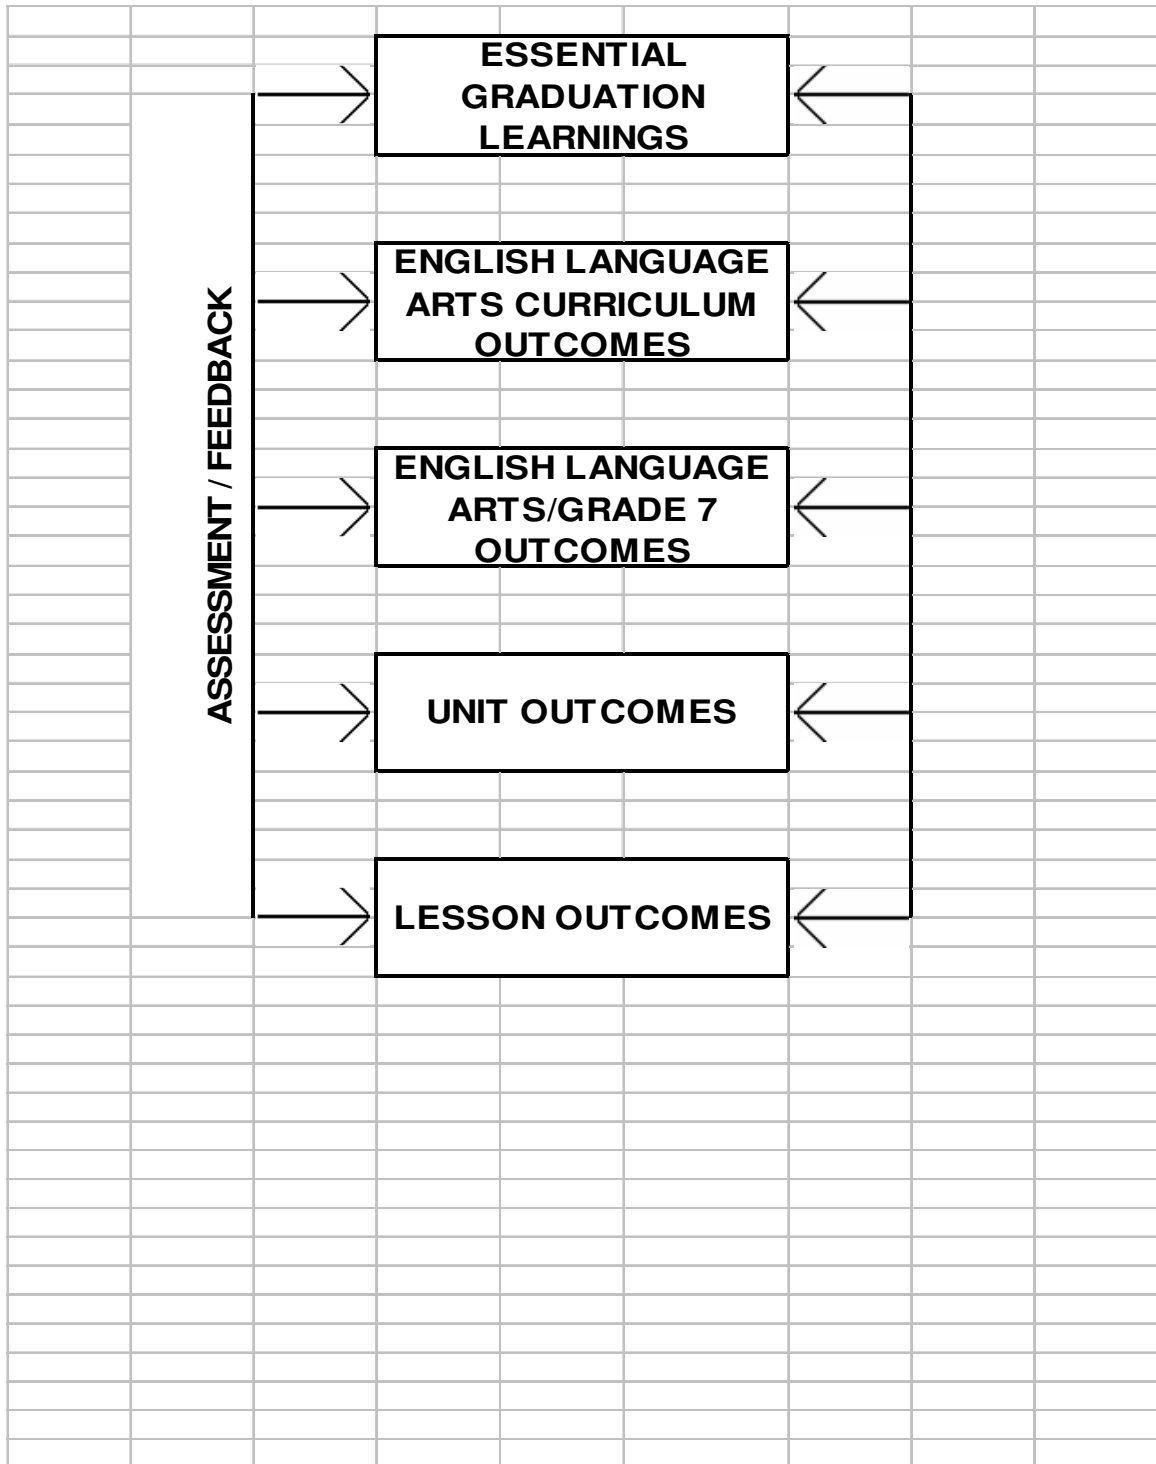 ESSENTIAL
GRADUATION
LEARNINGS
ENGLISH LANGUAGE
ARTS CURRICULUM
OUTCOMES
ASSESSMENT / FEEDBACK
ENGLISH LANGUAGE
ARTS/GRADE 7
OUTCOMES
UNIT OUTCOMES
LESSON OUTCOMES